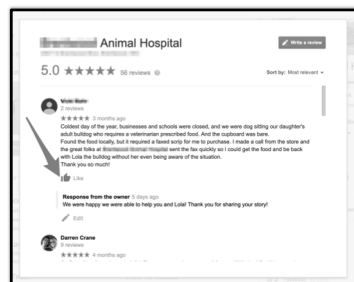 Animal Hospital
Write a review
5.0 ★★★★★ 56 reviews
Sort by: Most relevant
2 reviews
★★★★★ 3 months ago
Coldest day of the year, businesses and schools were closed, and we were dog sitting our daughter's
adult bulldog who requires a veterinarian prescribed food. And the cupboard was bare.
Found the food locally, but it required a faxed scrip for me to purchase. I made a call from the store and
the great folks at sent the fax quickly so I could get the food and be back
with Lola the bulldog without her even being aware of the situation.
Thank you so much!
Like
Response from the owner 5 days ago
We were happy we were able to help you and Lola! Thank you for sharing your story!
Edit
Darren Crane
9 reviews
★★★★★ 4 months ago